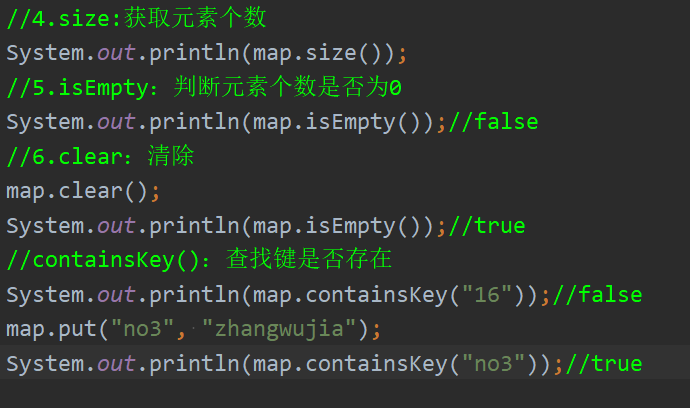 //4.size:获取元素个数
System.out.println(map.size());
//5.isEmpty：判断元素个数是否为0
System.out.println(map.isEmpty());//false
//6.clear：清除
map.clear();
System.out.println(map.isEmpty());//true
//containsKey()：查找键是否存在
System.out.println(map.containsKey("16"));//false
map.put("no3", "zhangwujia");
System.out.println(map.containsKey("no3"));//true